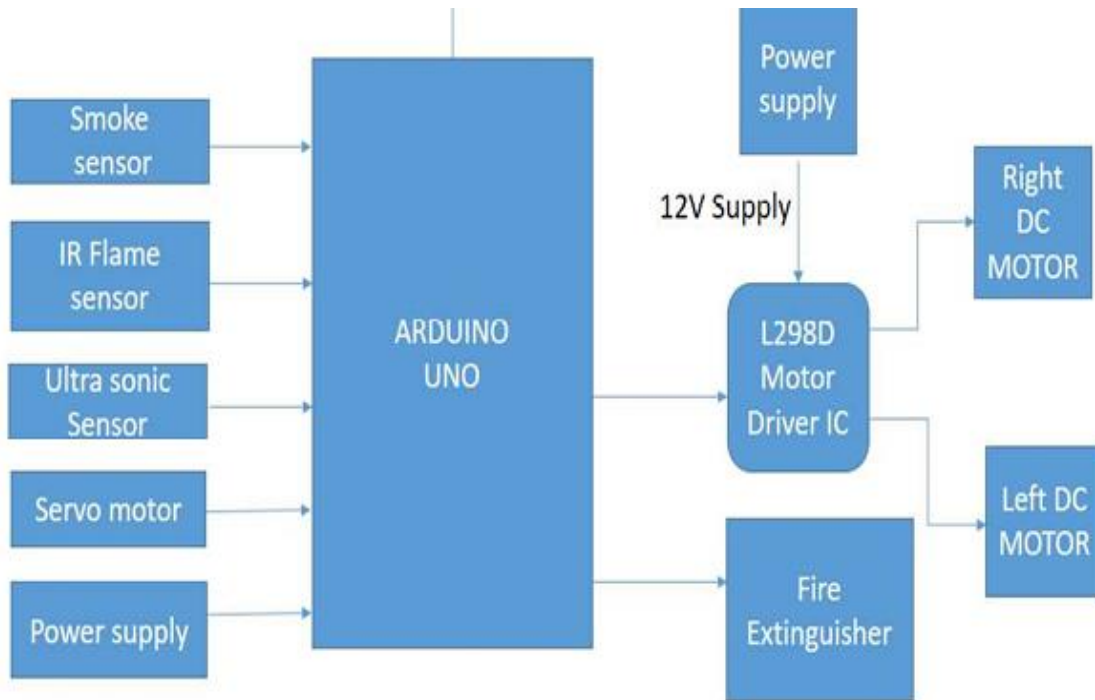 Smoke
sensor
IR Flame
sensor
Ultra sonic
Sensor
Servo motor
Power supply
ARDUINO
UNO
Power
supply
12V Supply
L298D
Motor
Driver IC
Fire
Extinguisher
Right
DC
MOTOR
Left DC
MOTOR